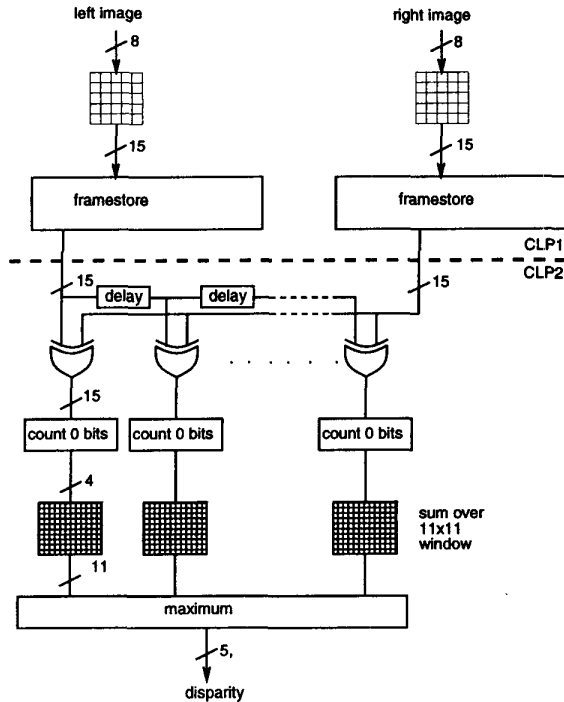 left image
right image
8
8
15
15
framestore
framestore
CLP1
CLP2
15
15
delay
delay
15
count 0 bits
count 0 bits
count 0 bits
4
sum over
11x11
window
11
maximum
5,
disparity